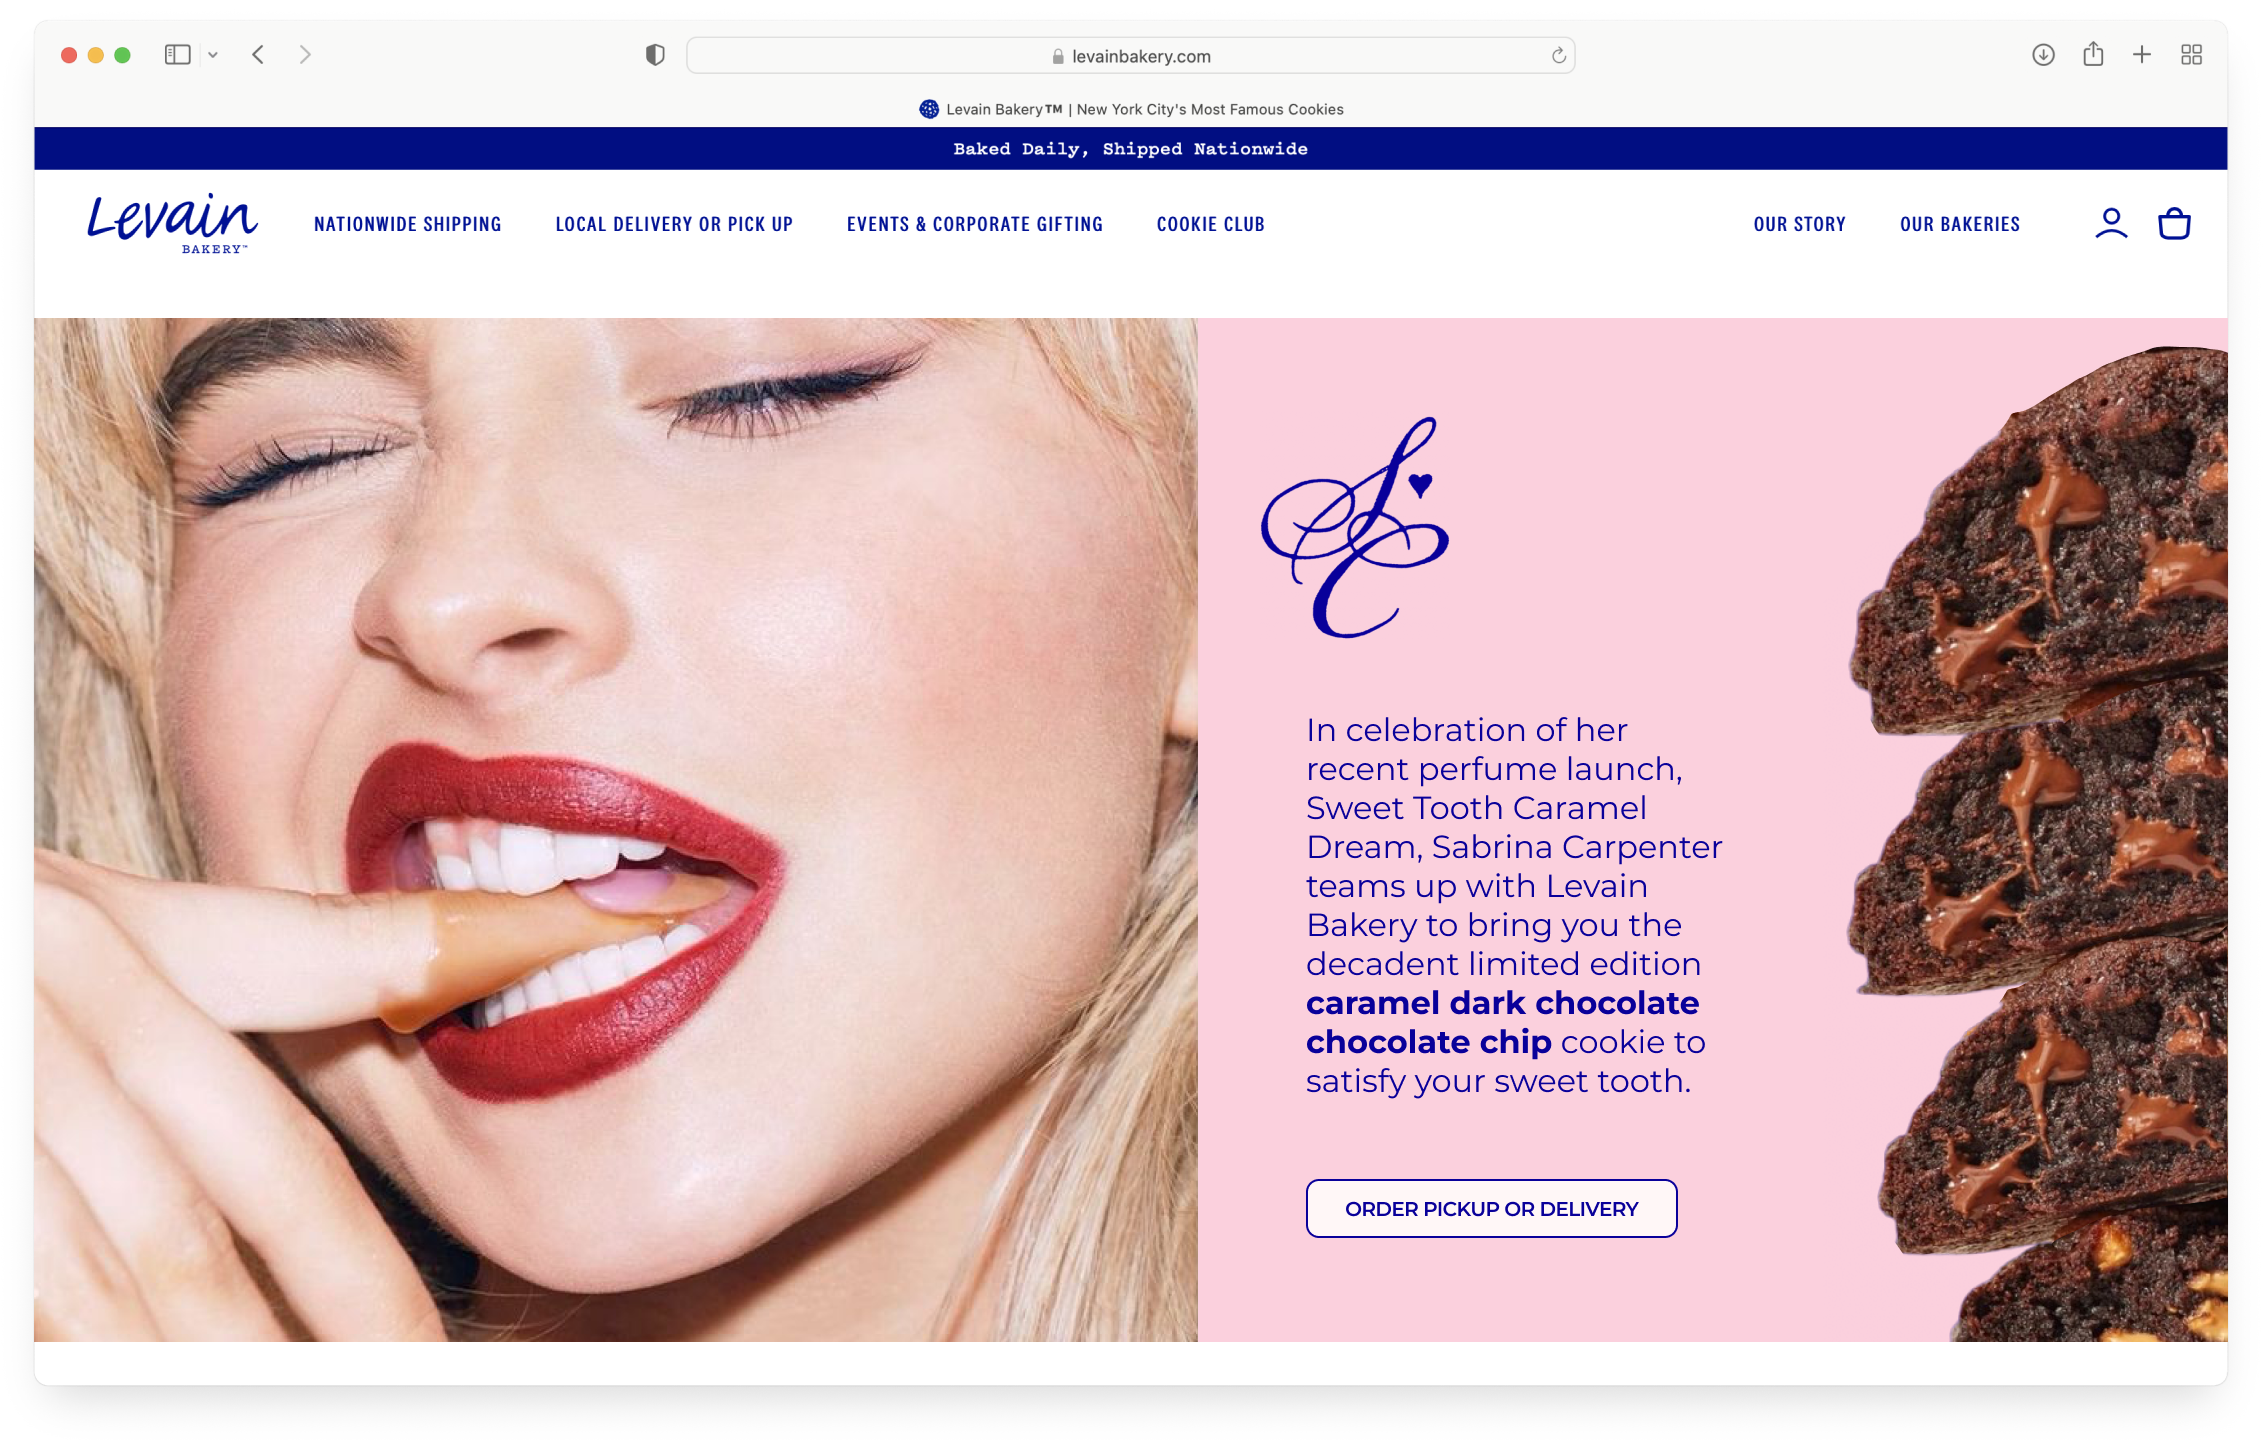 levainbakery.com
Levain Bakery™ | New York City's Most Famous Cookies
Baked Daily, Shipped Nationwide
Levain
BAKERY™
NATIONWIDE SHIPPING
LOCAL DELIVERY OR PICK UP
EVENTS & CORPORATE GIFTING
COOKIE CLUB
OUR STORY
OUR BAKERIES
SC
In celebration of her
recent perfume launch,
Sweet Tooth Caramel
Dream, Sabrina Carpenter
teams up with Levain
Bakery to bring you the
decadent limited edition
caramel dark chocolate
chocolate chip cookie to
satisfy your sweet tooth.
ORDER PICKUP OR DELIVERY